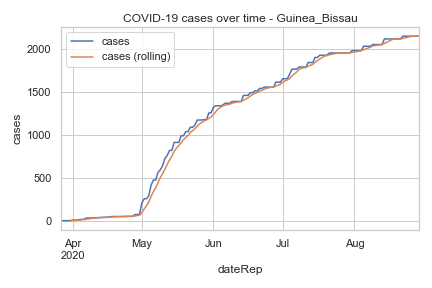 COVID-19 cases over time - Guinea_Bissau
cases
cases (rolling)
cases
2000
1500
1000
500
0
Apr May Jun Jul Aug
2020
dateRep